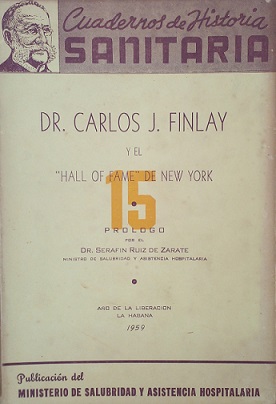 Cuadernos de Historia
SANITARIA
DR. CARLOS J. FINLAY
Y EL
"HALL OF FAME" DE NEW YORK
15
PROLOGO
POR EL
DR. SERAFIN RUIZ DE ZARATE
MINISTRO DE SALUBRIDAD Y ASISTENCIA HOSPITALARIA
AÑO DE LA LIBERACION
LA HABANA
1959
Publicación del
MINISTERIO DE SALUBRIDAD Y ASISTENCIA HOSPITALARIA